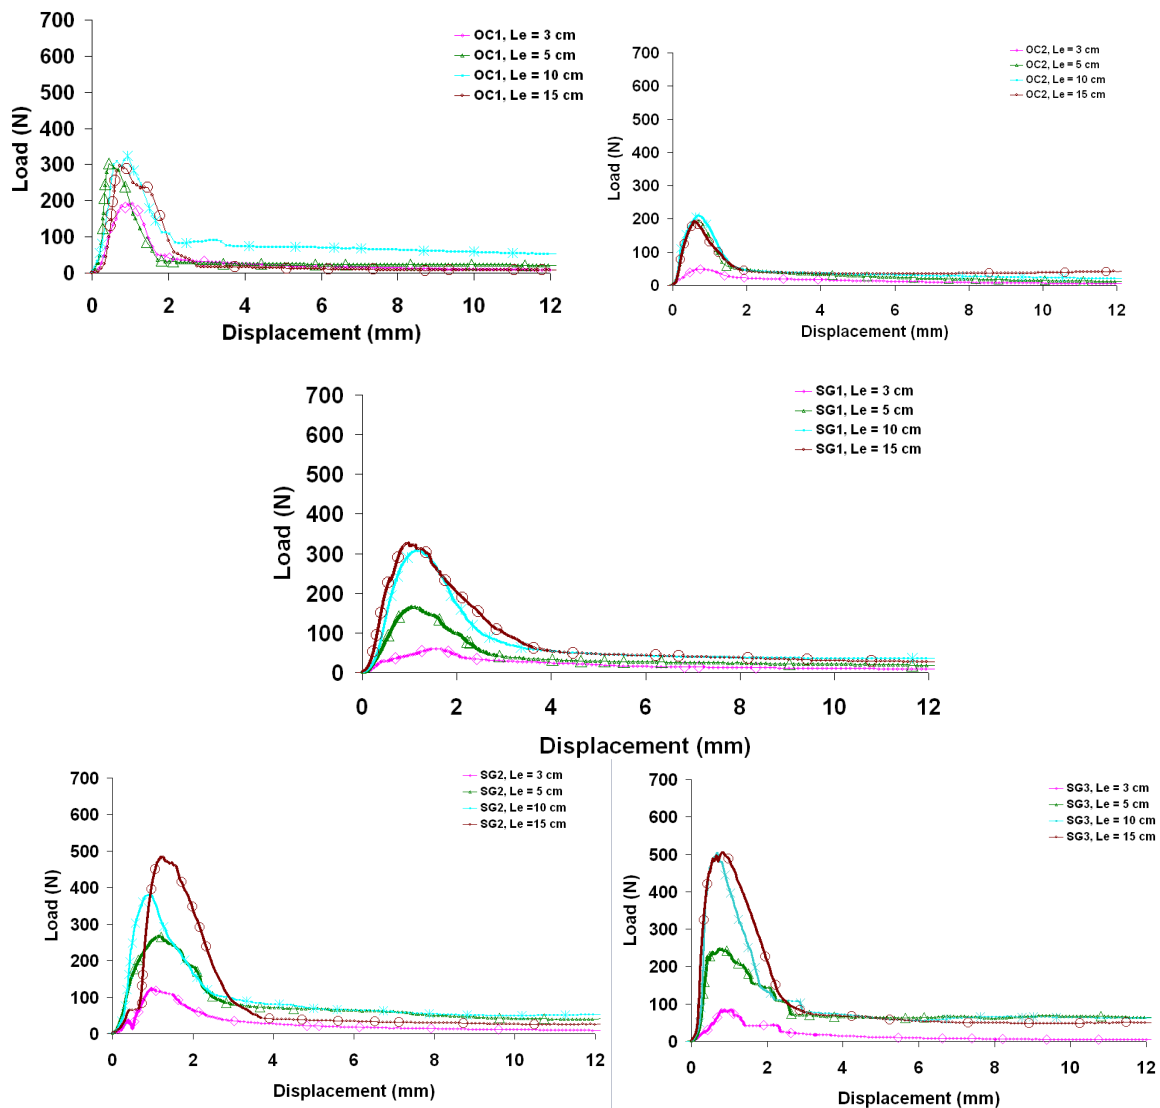 700
600
500
400
300
200
100
0
Load (N)
OC1, Le = 3 cm
OC1, Le = 5 cm
OC1, Le = 10 cm
OC1, Le = 15 cm
0 2 4 6 8 10 12
Displacement (mm)
700
600
500
400
300
200
100
0
Load (N)
OC2, Le = 3 cm
OC2, Le = 5 cm
OC2, Le = 10 cm
OC2, Le = 15 cm
0 2 4 6 8 10 12
Displacement (mm)
700
600
500
400
300
200
100
0
Load (N)
SG1, Le = 3 cm
SG1, Le = 5 cm
SG1, Le = 10 cm
SG1, Le = 15 cm
0 2 4 6 8 10 12
Displacement (mm)
700
600
500
400
300
200
100
0
Load (N)
SG2, Le = 3 cm
SG2, Le = 5 cm
SG2, Le =10 cm
SG2, Le =15 cm
0 2 4 6 8 10 12
Displacement (mm)
700
600
500
400
300
200
100
0
Load (N)
SG3, Le = 3 cm
SG3, Le = 5 cm
SG3, Le = 10 cm
SG3, Le = 15 cm
0 2 4 6 8 10 12
Displacement (mm)